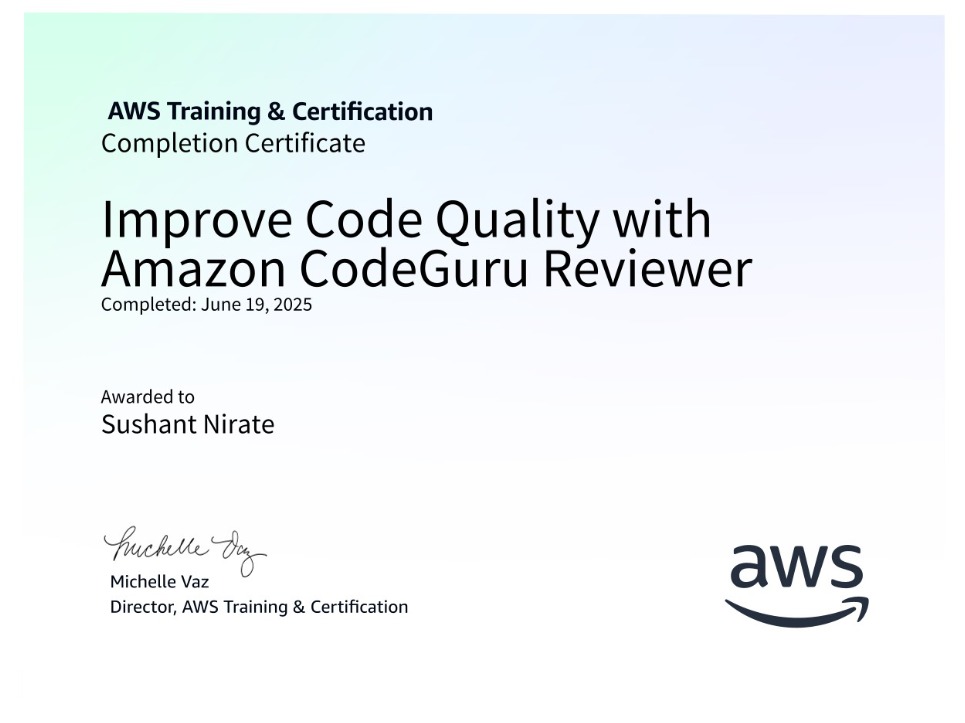 AWS Training & Certification
Completion Certificate
Improve Code Quality with
Amazon CodeGuru Reviewer
Completed: June 19, 2025
Awarded to
Sushant Nirate
Michelle Vaz
Michelle Vaz
Director, AWS Training & Certification
aws